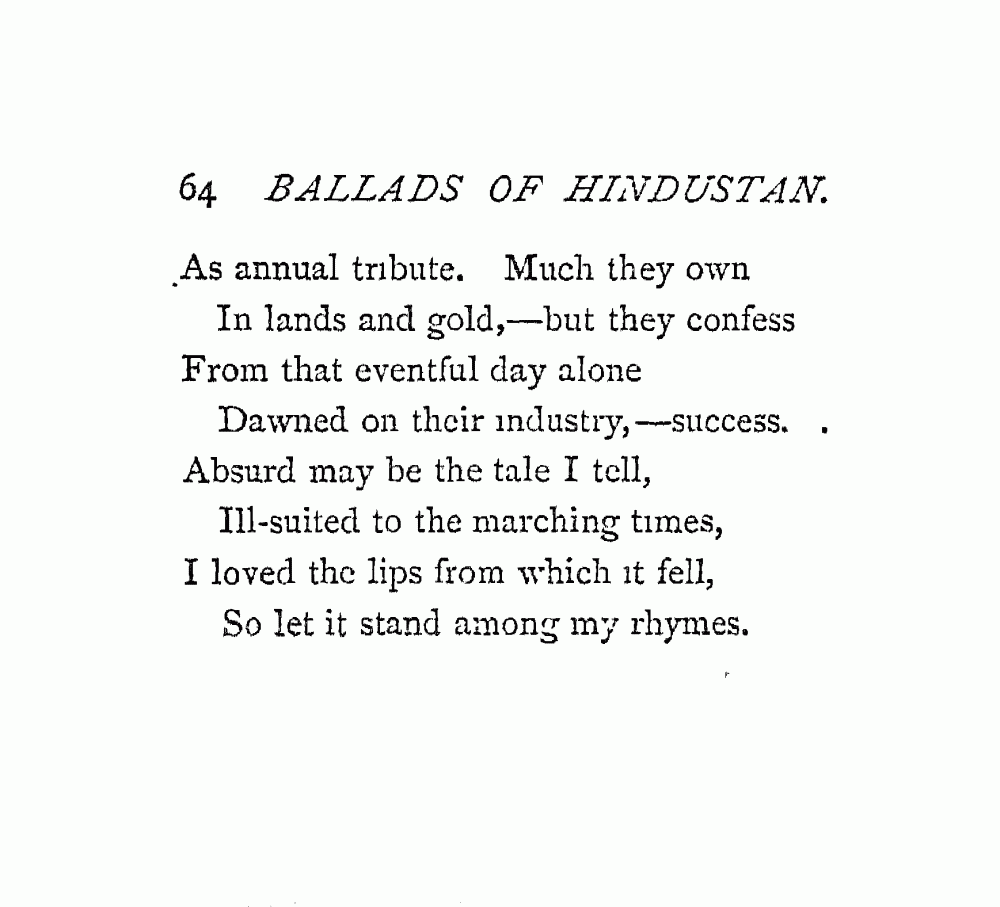 64 BALLADS OF HINDUSTAN.
As annual tribute. Much they own
In lands and gold,—but they confess
From that eventful day alone
Dawned on their industry,—success.
Absurd may be the tale I tell,
Ill-suited to the marching times,
I loved the lips from which it fell,
So let it stand among my rhymes.